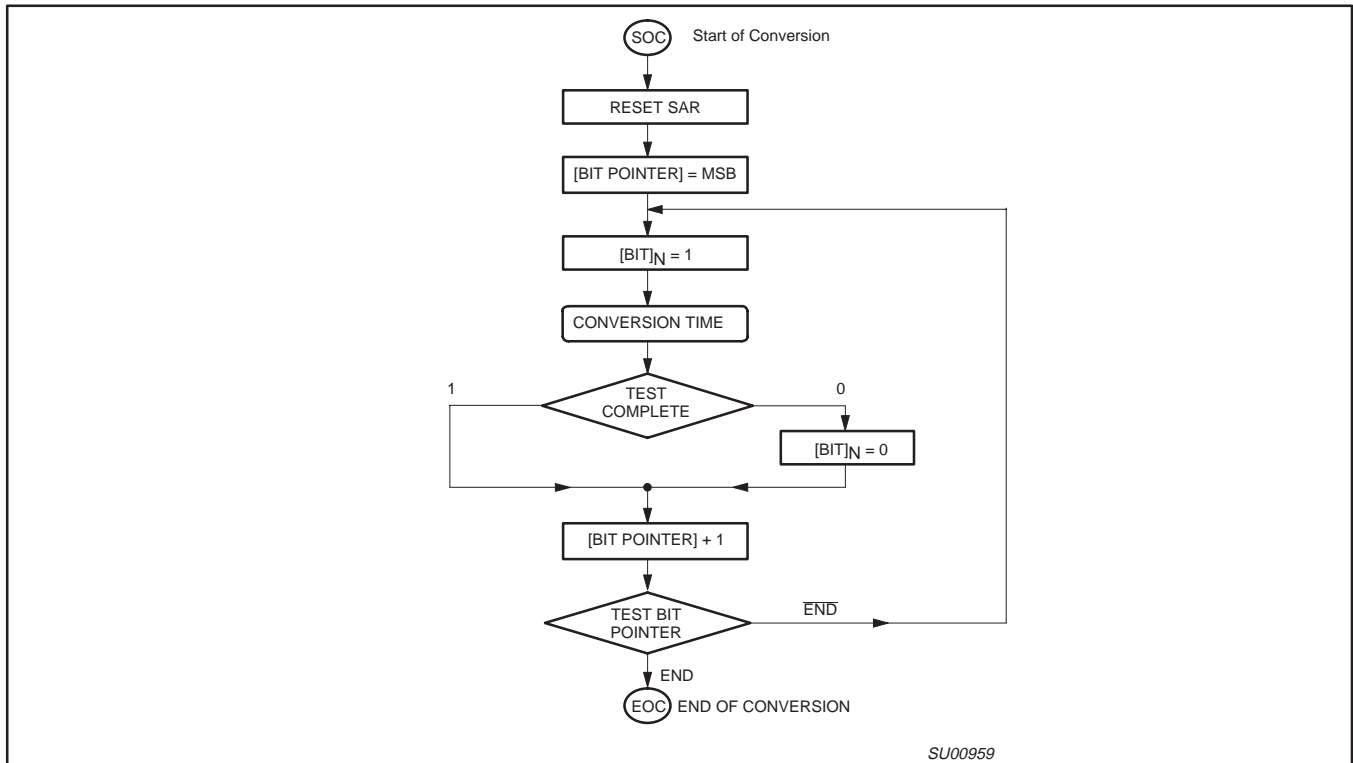 SOC Start of Conversion
RESET SAR
[BIT POINTER] = MSB
[BIT]N = 1
CONVERSION TIME
1
TEST
COMPLETE
0
[BIT]N = 0
[BIT POINTER] + 1
TEST BIT
POINTER
END
END
EOC END OF CONVERSION
SU00959